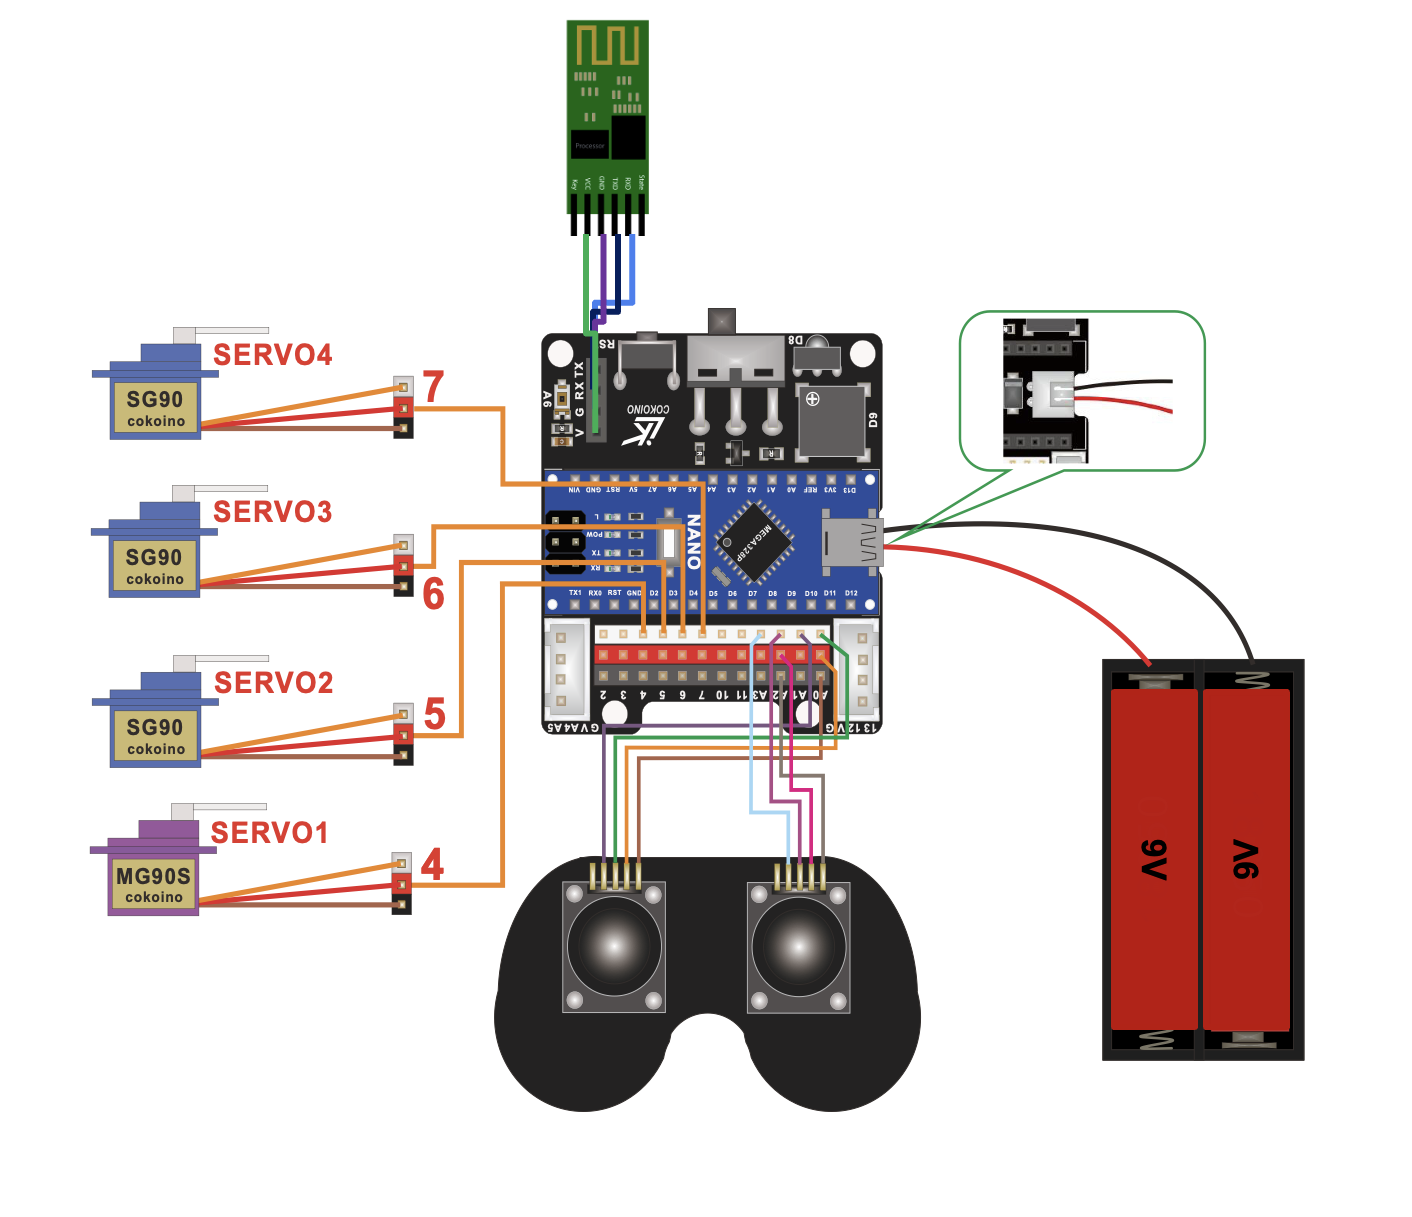 Processor
Key
VCC
GND
TXD
RXD
State
SERVO4
SG90
cokoino
7
SERVO3
SG90
cokoino
6
SERVO2
SG90
cokoino
5
SERVO1
MG90S
cokoino
4
RS
D8
A6
V G RX TX
R
C
COKOINO
R
R
D9
VIN GND RST 5V A7 A6 A5 A4 A3 A2 A1 A0 REF 3V3 D13
L
POW
TX
RX
NANO
MEGA328P
TX1 RX0 RST GND D2 D3 D4 D5 D6 D7 D8 D9 D10 D11 D12
2 3 4 5 6 7 10 11 A3 A2 A1 A0
G V A4 A5
13 12 V G
9V
9V